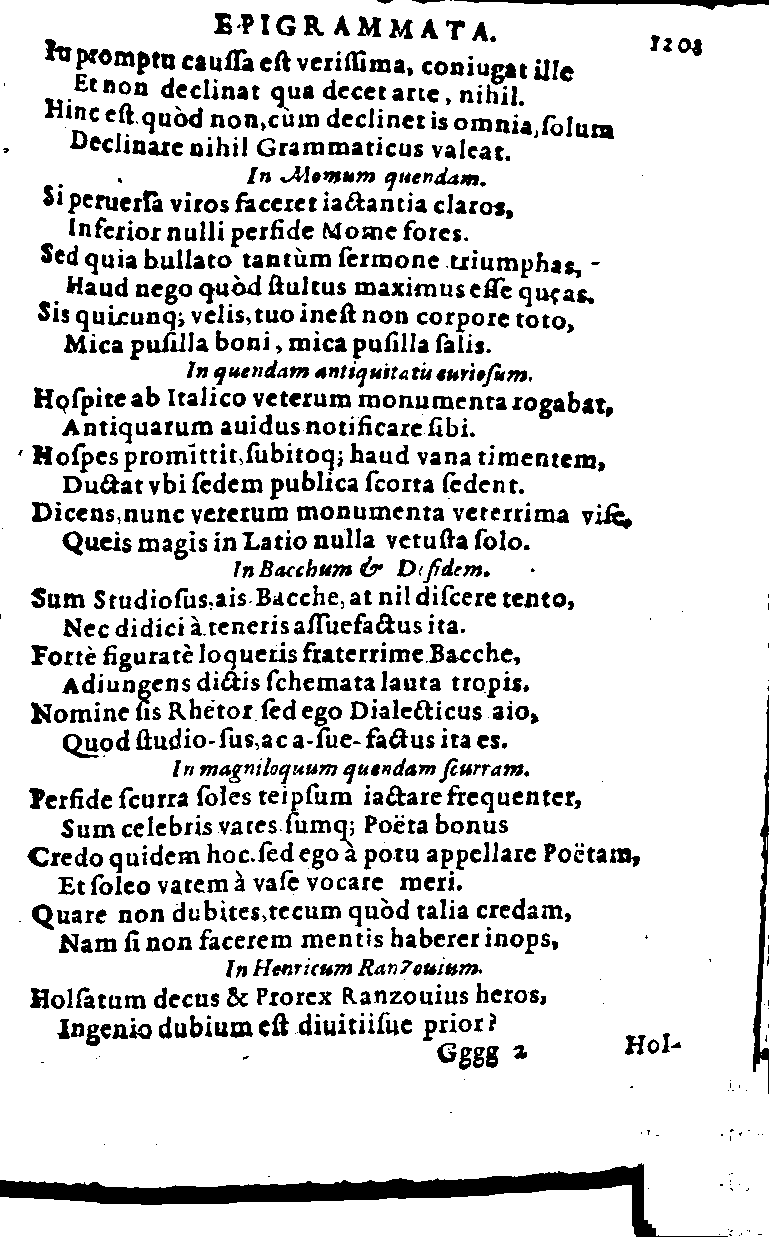 EPIGRAMMATA. 1203
In promptu caussa est verissima, coniugat ille
Et non declinat qua decet arte, nihil.
Hinc est quòd non, cùm declinet is omnia, solum
Declinare nihil Grammaticus valeat.
In Momum quendam.
Si peruersa viros faceret iactantia claros,
Inferior nulli perfide Mome fores.
Sed quia bullato tantùm sermone triumphas,
Haud nego quòd stultus maximus esse queas.
Sis quicunq; velis, tuo inest non corpore toto,
Mica pusilla boni, mica pusilla salis.
In quendam antiquitatū curiosum.
Hospite ab Italico veterum monumenta rogabat,
Antiquarum auidus notificare sibi.
Hospes promittit, subitoq; haud vana timentem,
Ductat vbi sedem publica scorta sedent.
Dicens, nunc veterum monumenta veterrima vise,
Queis magis in Latio nulla vetusta solo.
In Bacchum & Desidem.
Sum Studiosus, ais Bacche, at nil discere tento,
Nec didici à teneris assuefactus ita.
Fortè figuratè loqueris fraterrime Bacche,
Adiungens dictis schemata lauta tropis.
Nomine sis Rhetor sed ego Dialecticus aio,
Quod studio-sus, ac a-sue-factus ita es.
In magniloquum quendam scurram.
Perfide scurra soles teipsum iactare frequenter,
Sum celebris vates sumq; Poëta bonus
Credo quidem hoc. sed ego à potu appellare Poëtam,
Et soleo vatem à vase vocare meri.
Quare non dubites, tecum quòd talia credam,
Nam si non facerem mentis haberer inops,
In Henricum Ranzouium.
Holsatum decus & Prorex Ranzouius heros,
Ingenio dubium est diuitiisue prior?
Gggg 2 Hol-